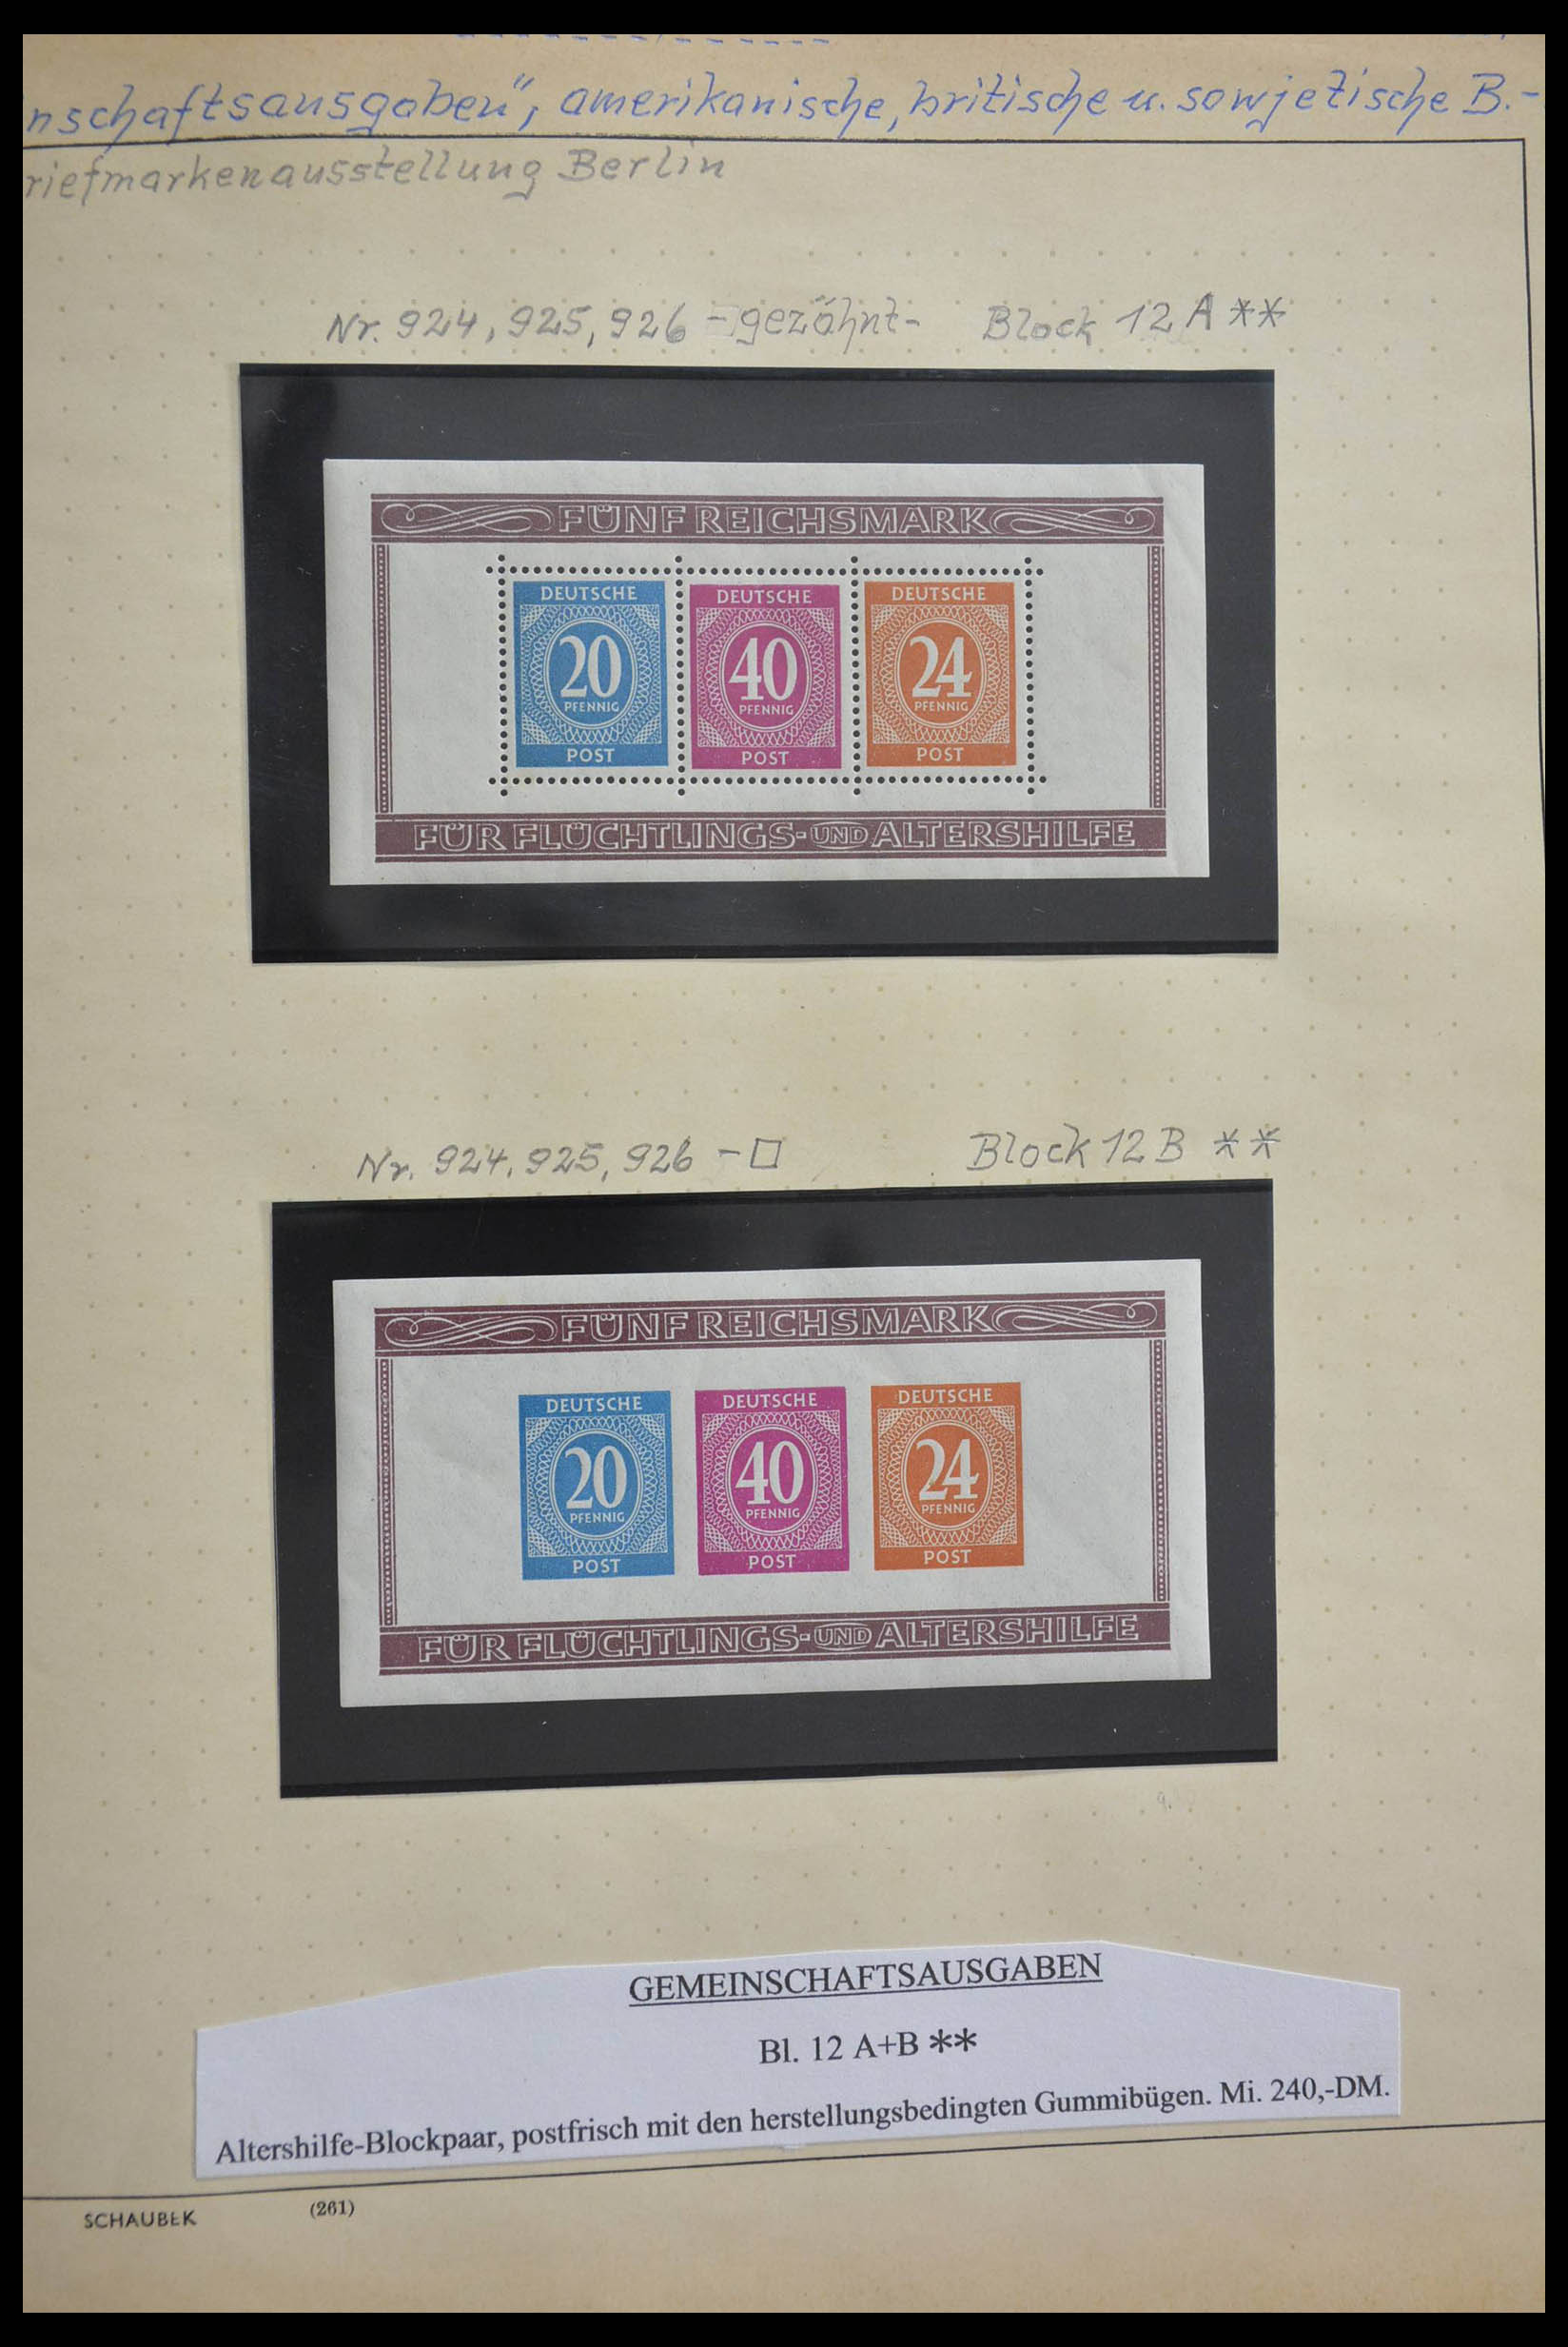 nschaftsausgaben", amerikanische, britische u. sowjetische B.-
riefmarkenausstellung Berlin
Nr. 924, 925, 926 - gezähnt- Block 12 A **
FÜNF REICHSMARK
DEUTSCHE DEUTSCHE DEUTSCHE
20 40 24
PFENNIG PFENNIG PFENNIG
POST POST POST
FÜR FLÜCHTLINGS- UND ALTERSHILFE
Nr. 924, 925, 926 - □ Block 12 B **
FÜNF REICHSMARK
DEUTSCHE DEUTSCHE DEUTSCHE
20 40 24
PFENNIG PFENNIG PFENNIG
POST POST POST
FÜR FLÜCHTLINGS- UND ALTERSHILFE
GEMEINSCHAFTSAUSGABEN
Bl. 12 A+B **
Altershilfe-Blockpaar, postfrisch mit den herstellungsbedingten Gummibügen. Mi. 240,-DM.
SCHAUBEK (261)